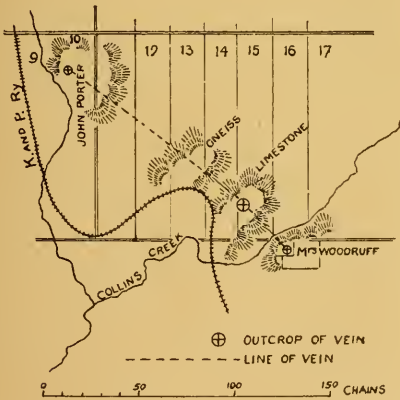 9 10 12 13 14 15 16 17
JOHN PORTER
K. AND P. RY
GNEISS
LIMESTONE
Mrs WOODRUFF
COLLINS CREEK
OUTCROP OF VEIN
LINE OF VEIN
0 50 100 150 CHAINS